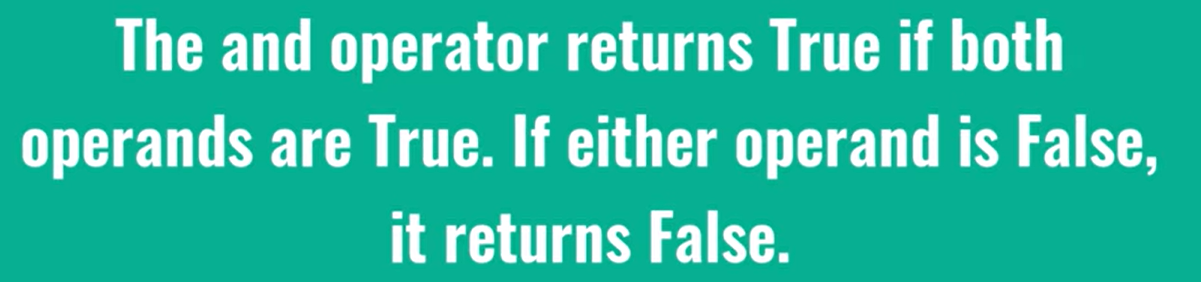 The and operator returns True if both
operands are True. If either operand is False,
it returns False.